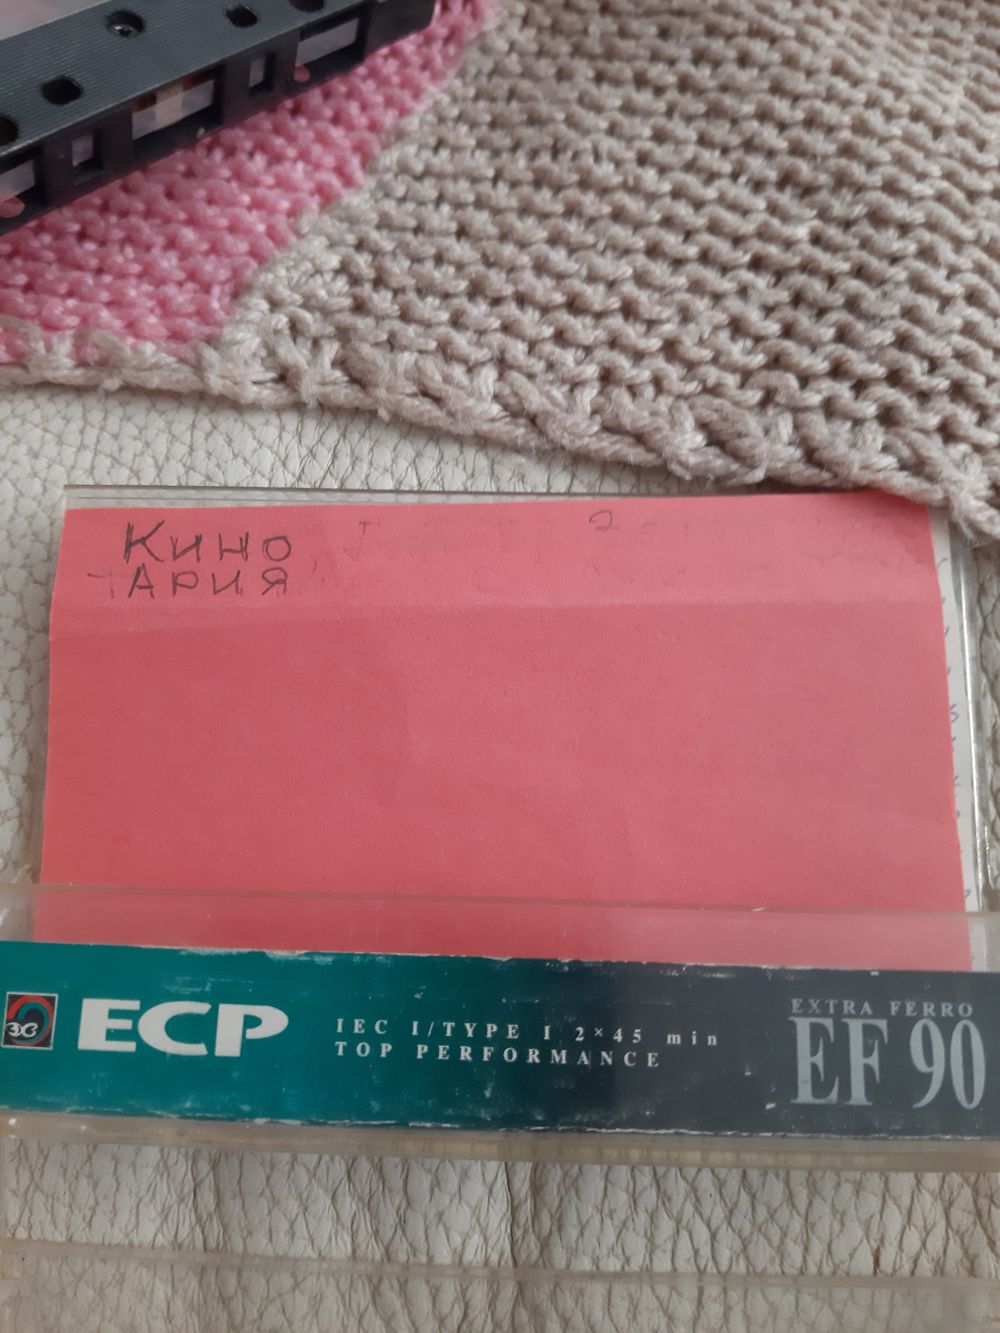 Кино
Ария
ECP
IEC I/TYPE I 2×45 min
TOP PERFORMANCE
EXTRA FERRO
EF 90